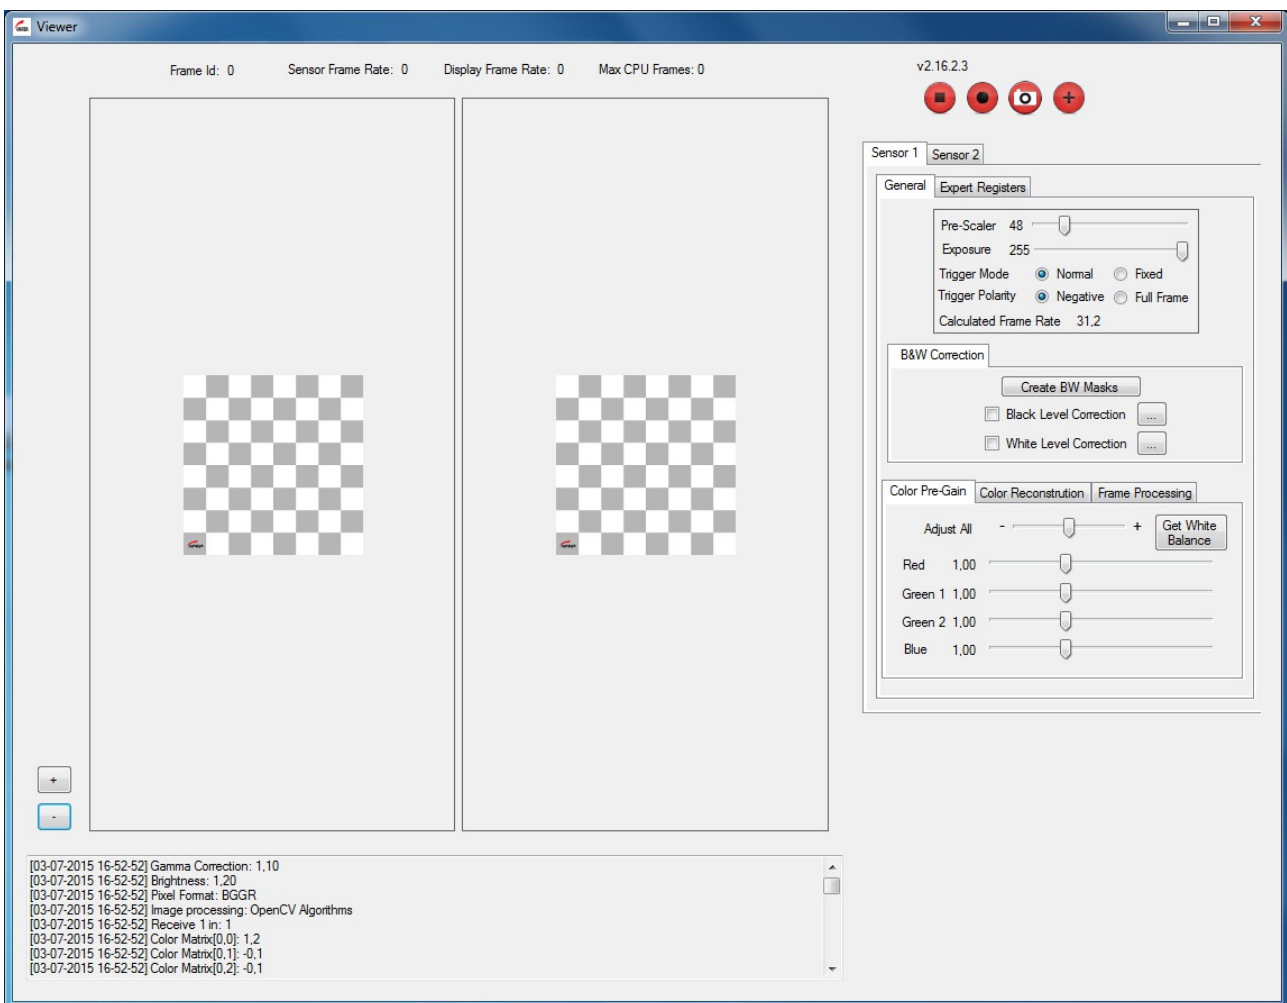 Viewer
Frame Id: 0 Sensor Frame Rate: 0 Display Frame Rate: 0 Max CPU Frames: 0
v2.16.2.3
Sensor 1 Sensor 2
General Expert Registers
Pre-Scaler 48
Exposure 255
Trigger Mode Normal Fixed
Trigger Polarity Negative Full Frame
Calculated Frame Rate 31,2
B&W Correction
Create BW Masks
Black Level Correction ...
White Level Correction ...
Color Pre-Gain Color Reconstrution Frame Processing
Adjust All - + Get White
Balance
Red 1,00
Green 1 1,00
Green 2 1,00
Blue 1,00
+
-
[03-07-2015 16-52-52] Gamma Correction: 1,10
[03-07-2015 16-52-52] Brightness: 1,20
[03-07-2015 16-52-52] Pixel Format: BGGR
[03-07-2015 16-52-52] Image processing: OpenCV Algorithms
[03-07-2015 16-52-52] Receive 1 in: 1
[03-07-2015 16-52-52] Color Matrix[0,0]: 1,2
[03-07-2015 16-52-52] Color Matrix[0,1]: -0,1
[03-07-2015 16-52-52] Color Matrix[0,2]: -0,1